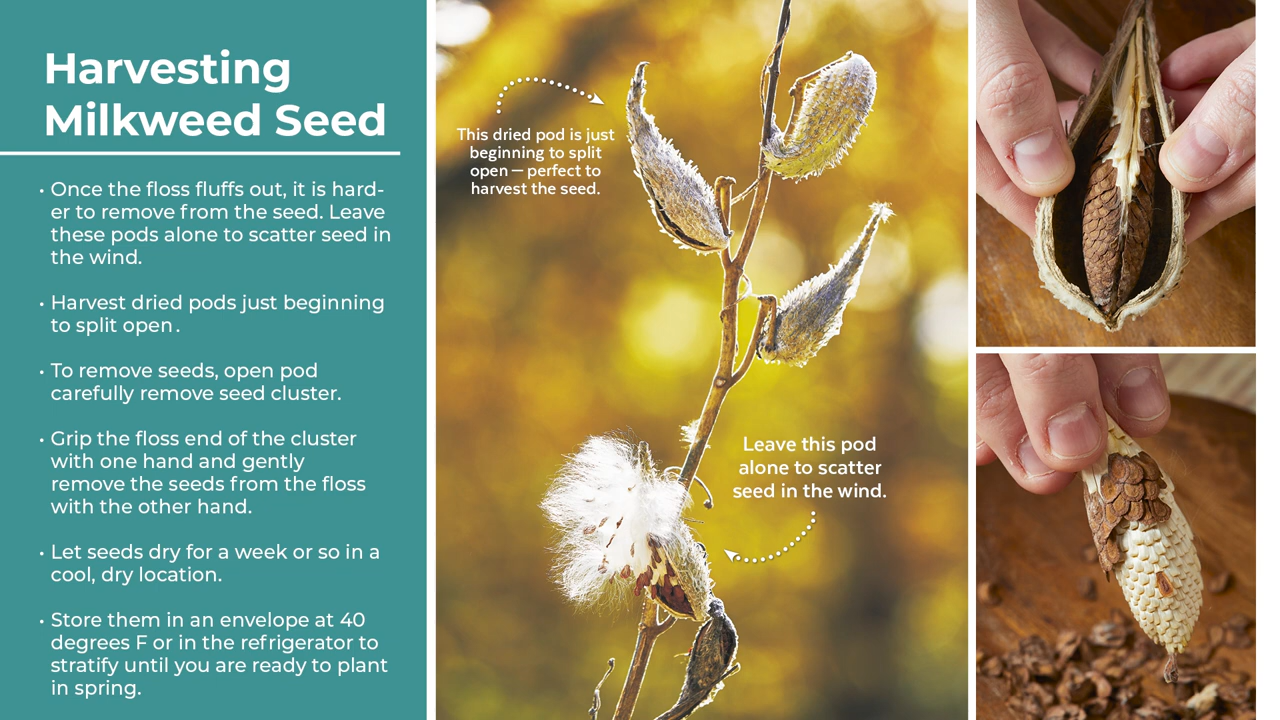 Harvesting
Milkweed Seed
• Once the floss fluffs out, it is hard-
er to remove from the seed. Leave
these pods alone to scatter seed in
the wind.
• Harvest dried pods just beginning
to split open.
• To remove seeds, open pod
carefully remove seed cluster.
• Grip the floss end of the cluster
with one hand and gently
remove the seeds from the floss
with the other hand.
• Let seeds dry for a week or so in a
cool, dry location.
• Store them in an envelope at 40
degrees F or in the refrigerator to
stratify until you are ready to plant
in spring.
This dried pod is just
beginning to split
open — perfect to
harvest the seed.
Leave this pod
alone to scatter
seed in the wind.